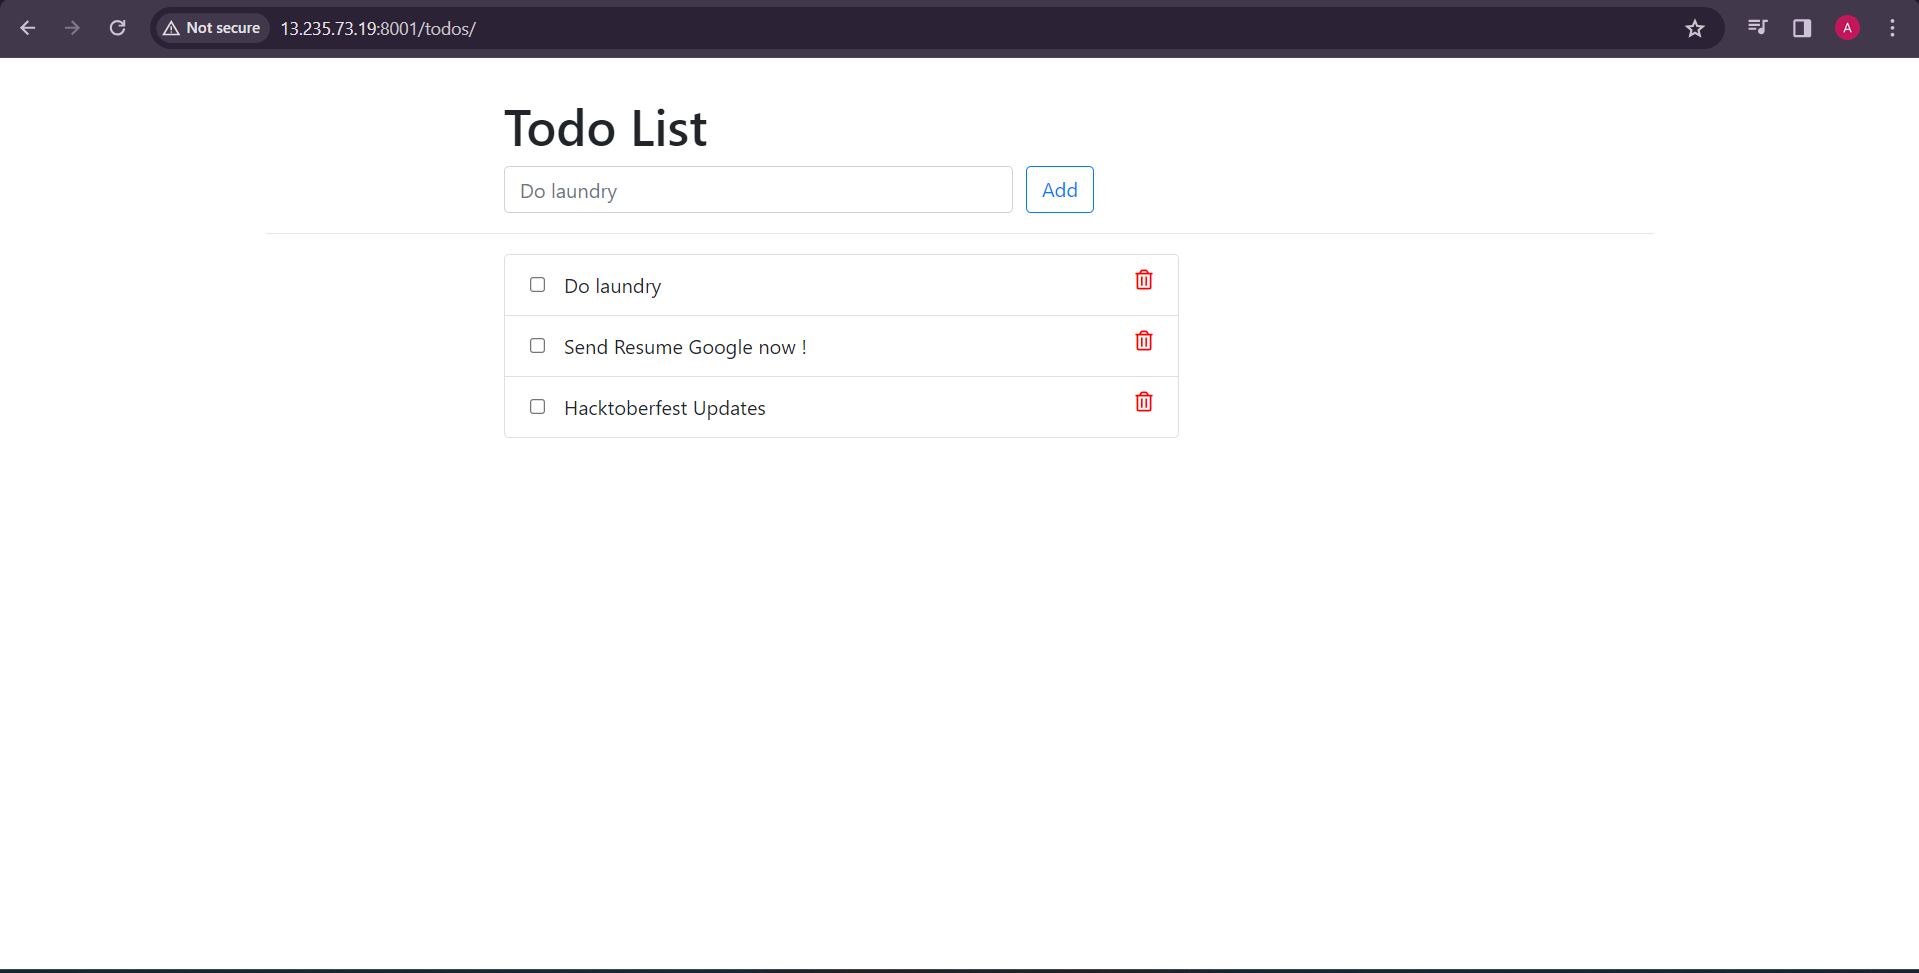 Not secure 13.235.73.19:8001/todos/
A
Todo List
Do laundry Add
Do laundry
Send Resume Google now !
Hacktoberfest Updates